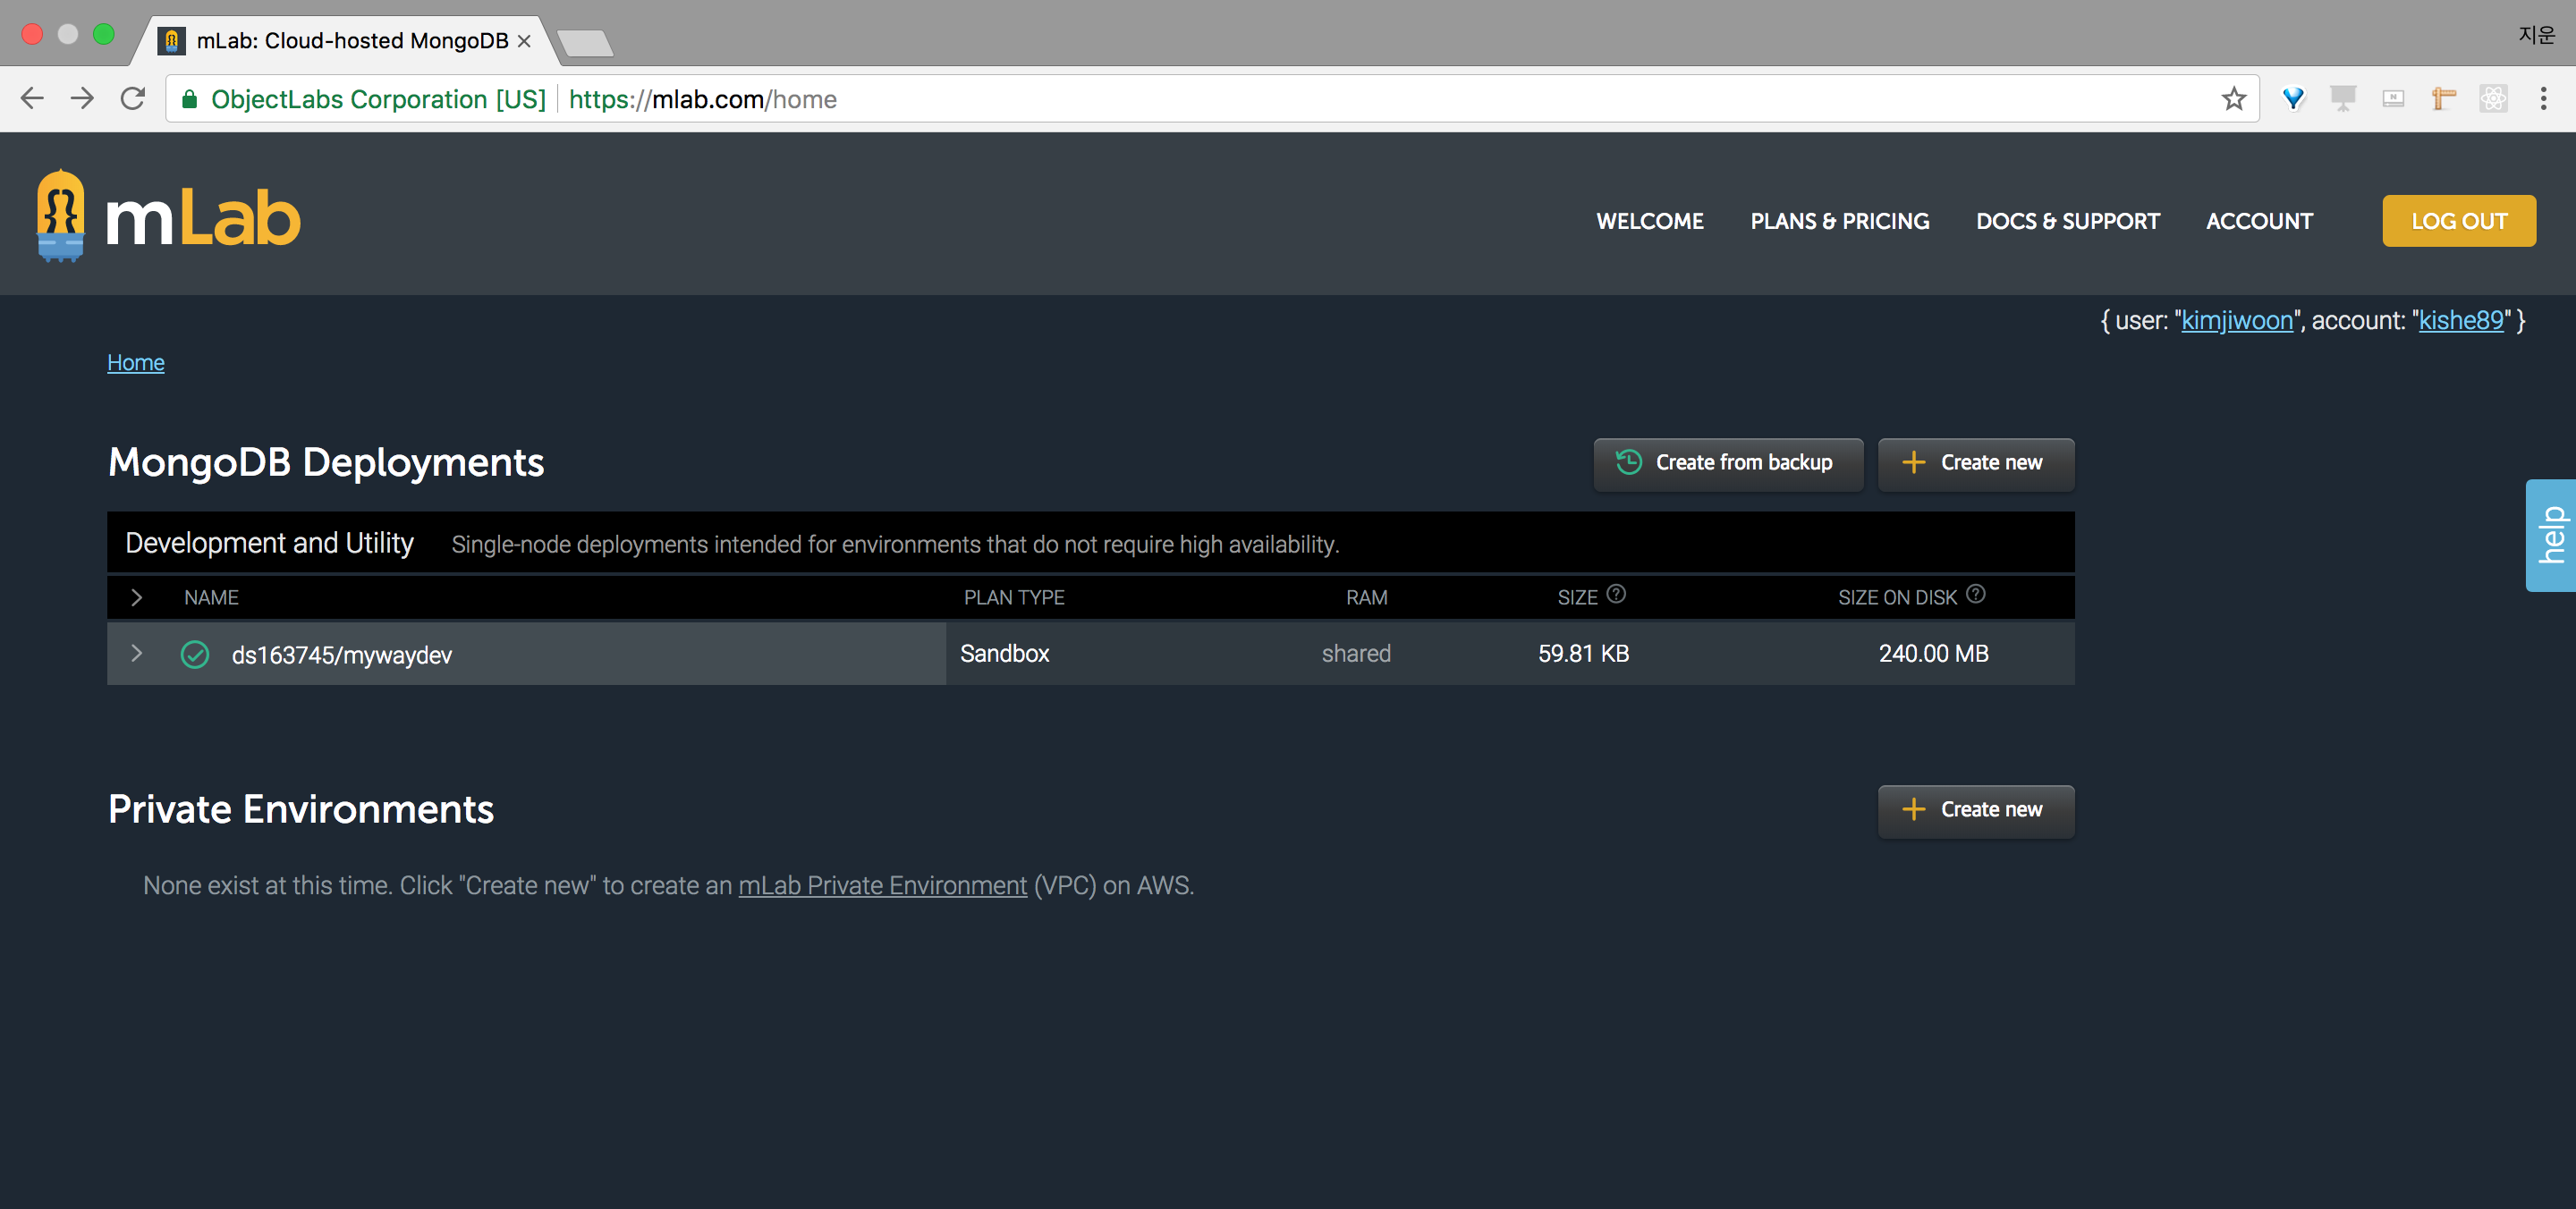 mLab: Cloud-hosted MongoDB
지운
ObjectLabs Corporation [US] https://mlab.com/home
mLab
WELCOME PLANS & PRICING DOCS & SUPPORT ACCOUNT LOG OUT
{ user: "kimjiwoon", account: "kishe89" }
Home
MongoDB Deployments
Create from backup
Create new
help
Development and Utility Single-node deployments intended for environments that do not require high availability.
NAME PLAN TYPE RAM SIZE ? SIZE ON DISK ?
ds163745/mywaydev Sandbox shared 59.81 KB 240.00 MB
Private Environments
Create new
None exist at this time. Click "Create new" to create an mLab Private Environment (VPC) on AWS.